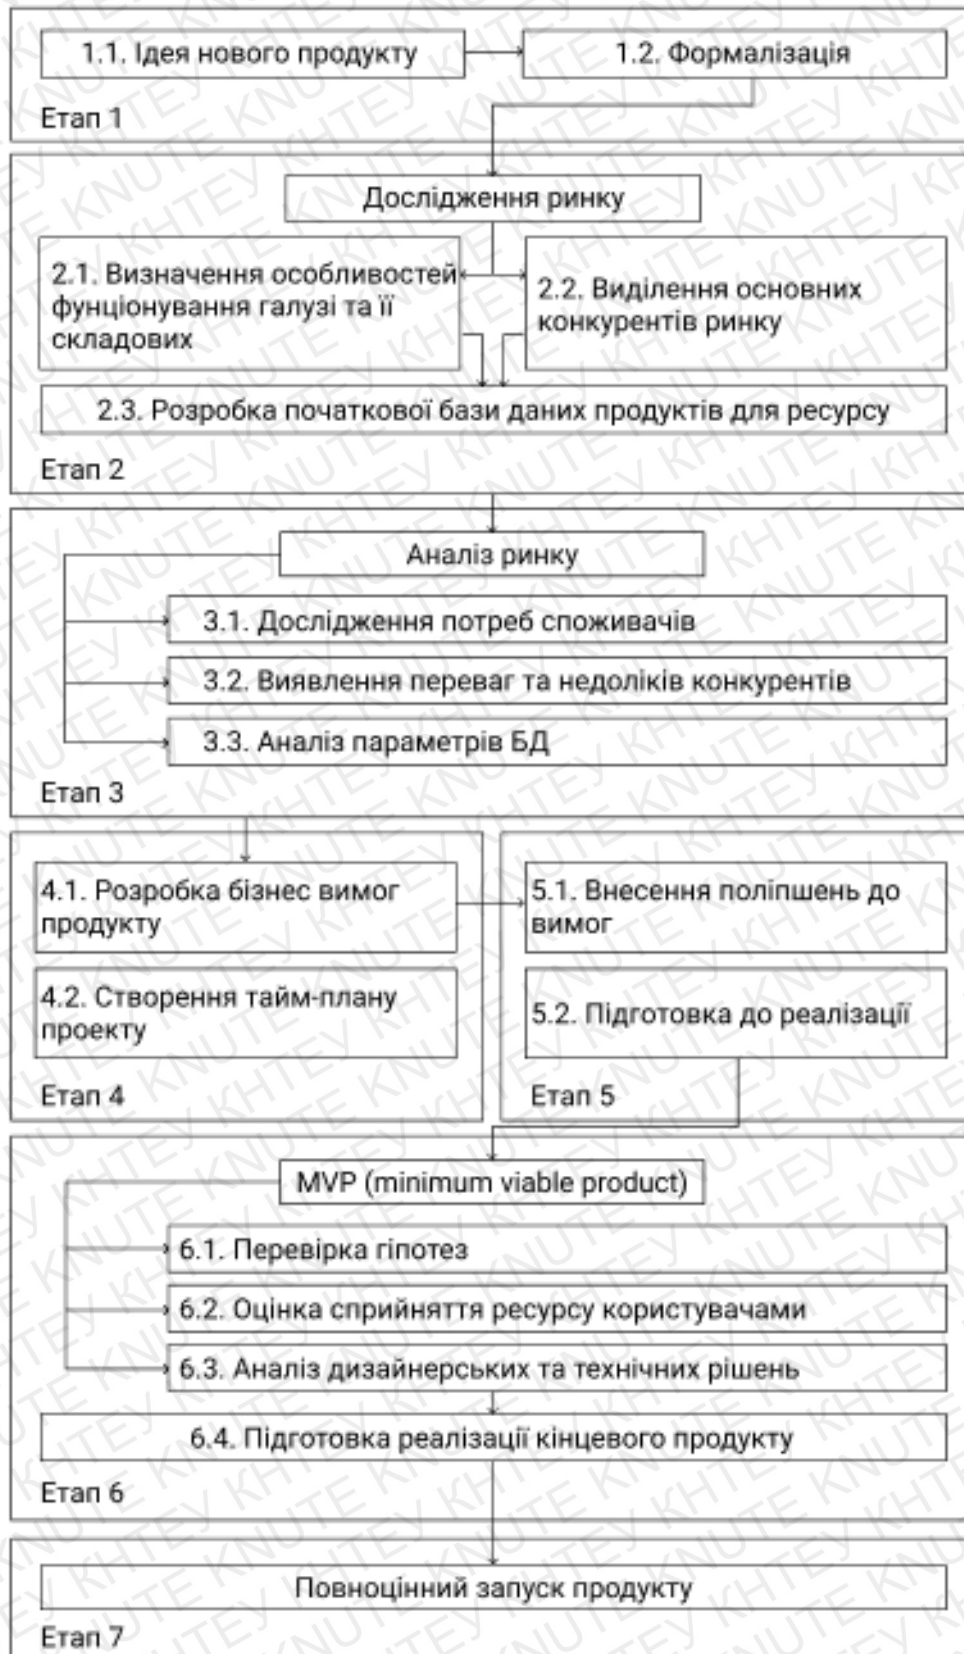 1.1. Ідея нового продукту
1.2. Формалізація
Етап 1
Дослідження ринку
2.1. Визначення особливостей
фунціонування галузі та її
складових
2.2. Виділення основних
конкурентів ринку
2.3. Розробка початкової бази даних продуктів для ресурсу
Етап 2
Аналіз ринку
3.1. Дослідження потреб споживачів
3.2. Виявлення переваг та недоліків конкурентів
3.3. Аналіз параметрів БД
Етап 3
4.1. Розробка бізнес вимог
продукту
4.2. Створення тайм-плану
проекту
Етап 4
5.1. Внесення поліпшень до
вимог
5.2. Підготовка до реалізації
Етап 5
MVP (minimum viable product)
6.1. Перевірка гіпотез
6.2. Оцінка сприйняття ресурсу користувачами
6.3. Аналіз дизайнерських та технічних рішень
6.4. Підготовка реалізації кінцевого продукту
Етап 6
Повноцінний запуск продукту
Етап 7